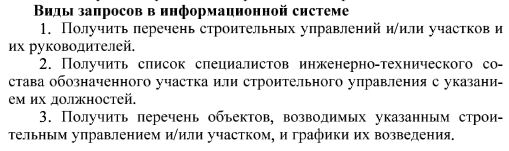 Виды запросов в информационной системе
1. Получить перечень строительных управлений и/или участков и
их руководителей.
2. Получить список специалистов инженерно-технического со-
става обозначенного участка или строительного управления с указани-
ем их должностей.
3. Получить перечень объектов, возводимых указанным строи-
тельным управлением и/или участком, и графики их возведения.